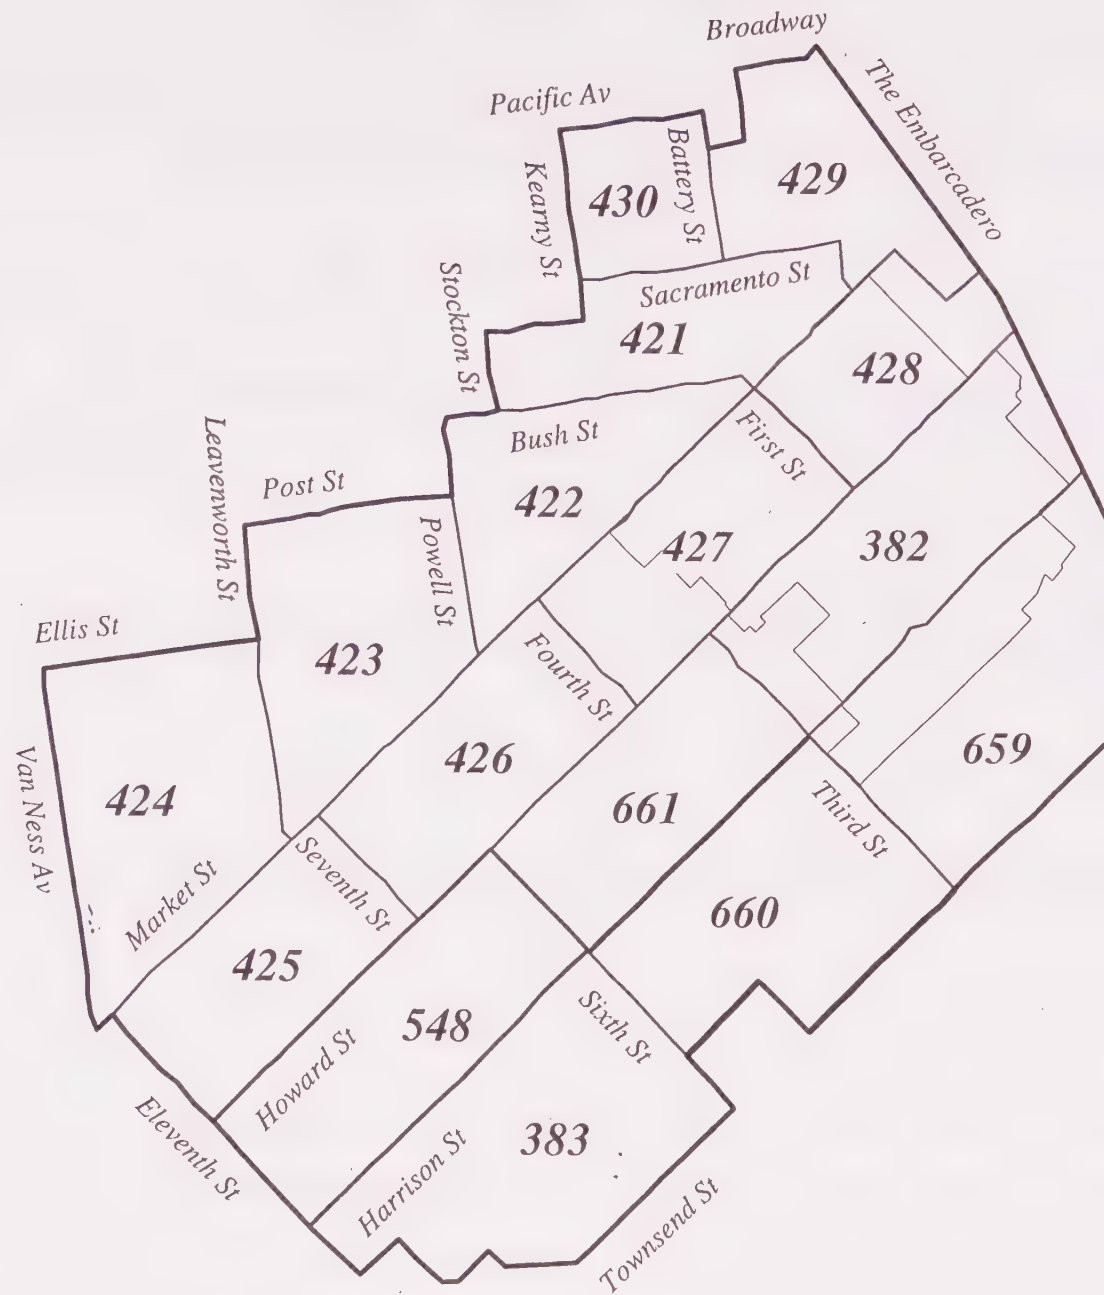 Broadway
The Embarcadero
Pacific Av
Kearny St
Battery St
430
429
Stockton St
Sacramento St
421
428
Leavenworth St
Post St
Bush St
First St
422
427
382
Powell St
Ellis St
423
Fourth St
Van Ness Av
424
426
661
659
Third St
Market St
Seventh St
425
660
Sixth St
548
Howard St
Eleventh St
Harrison St
383
Townsend St